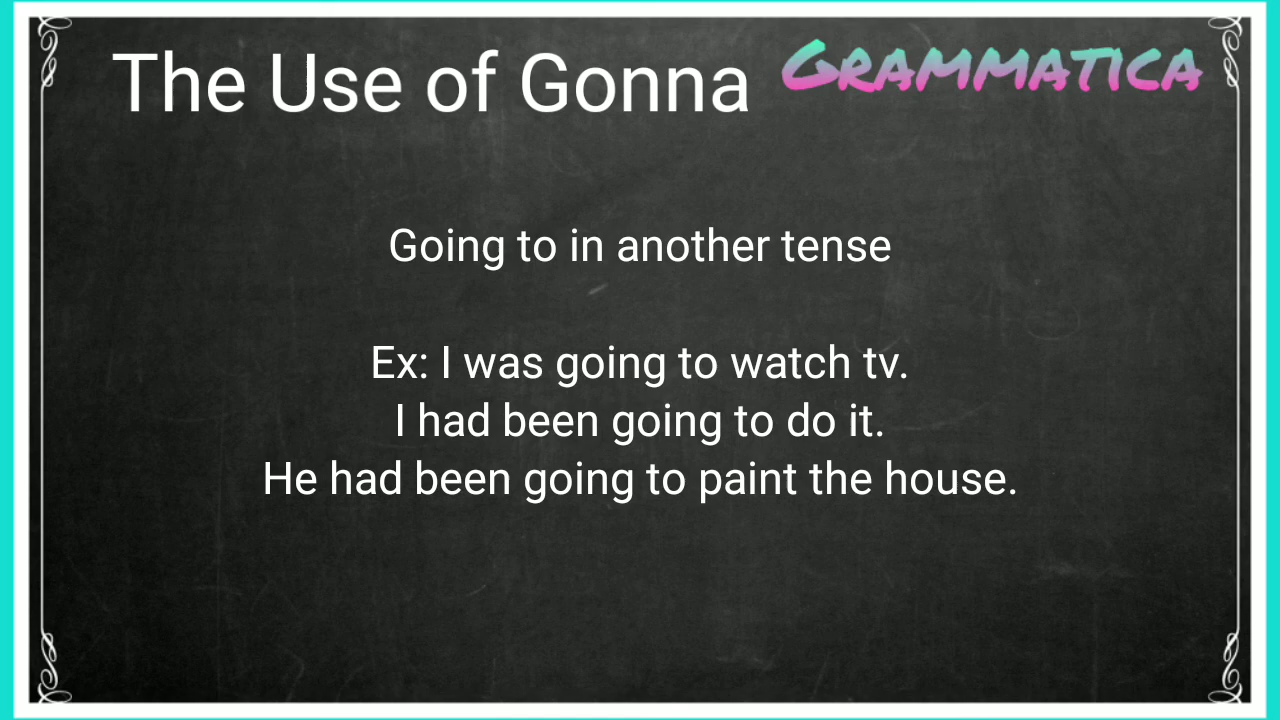 The Use of Gonna
GRAMMATICA
Going to in another tense
Ex: I was going to watch tv.
I had been going to do it.
He had been going to paint the house.